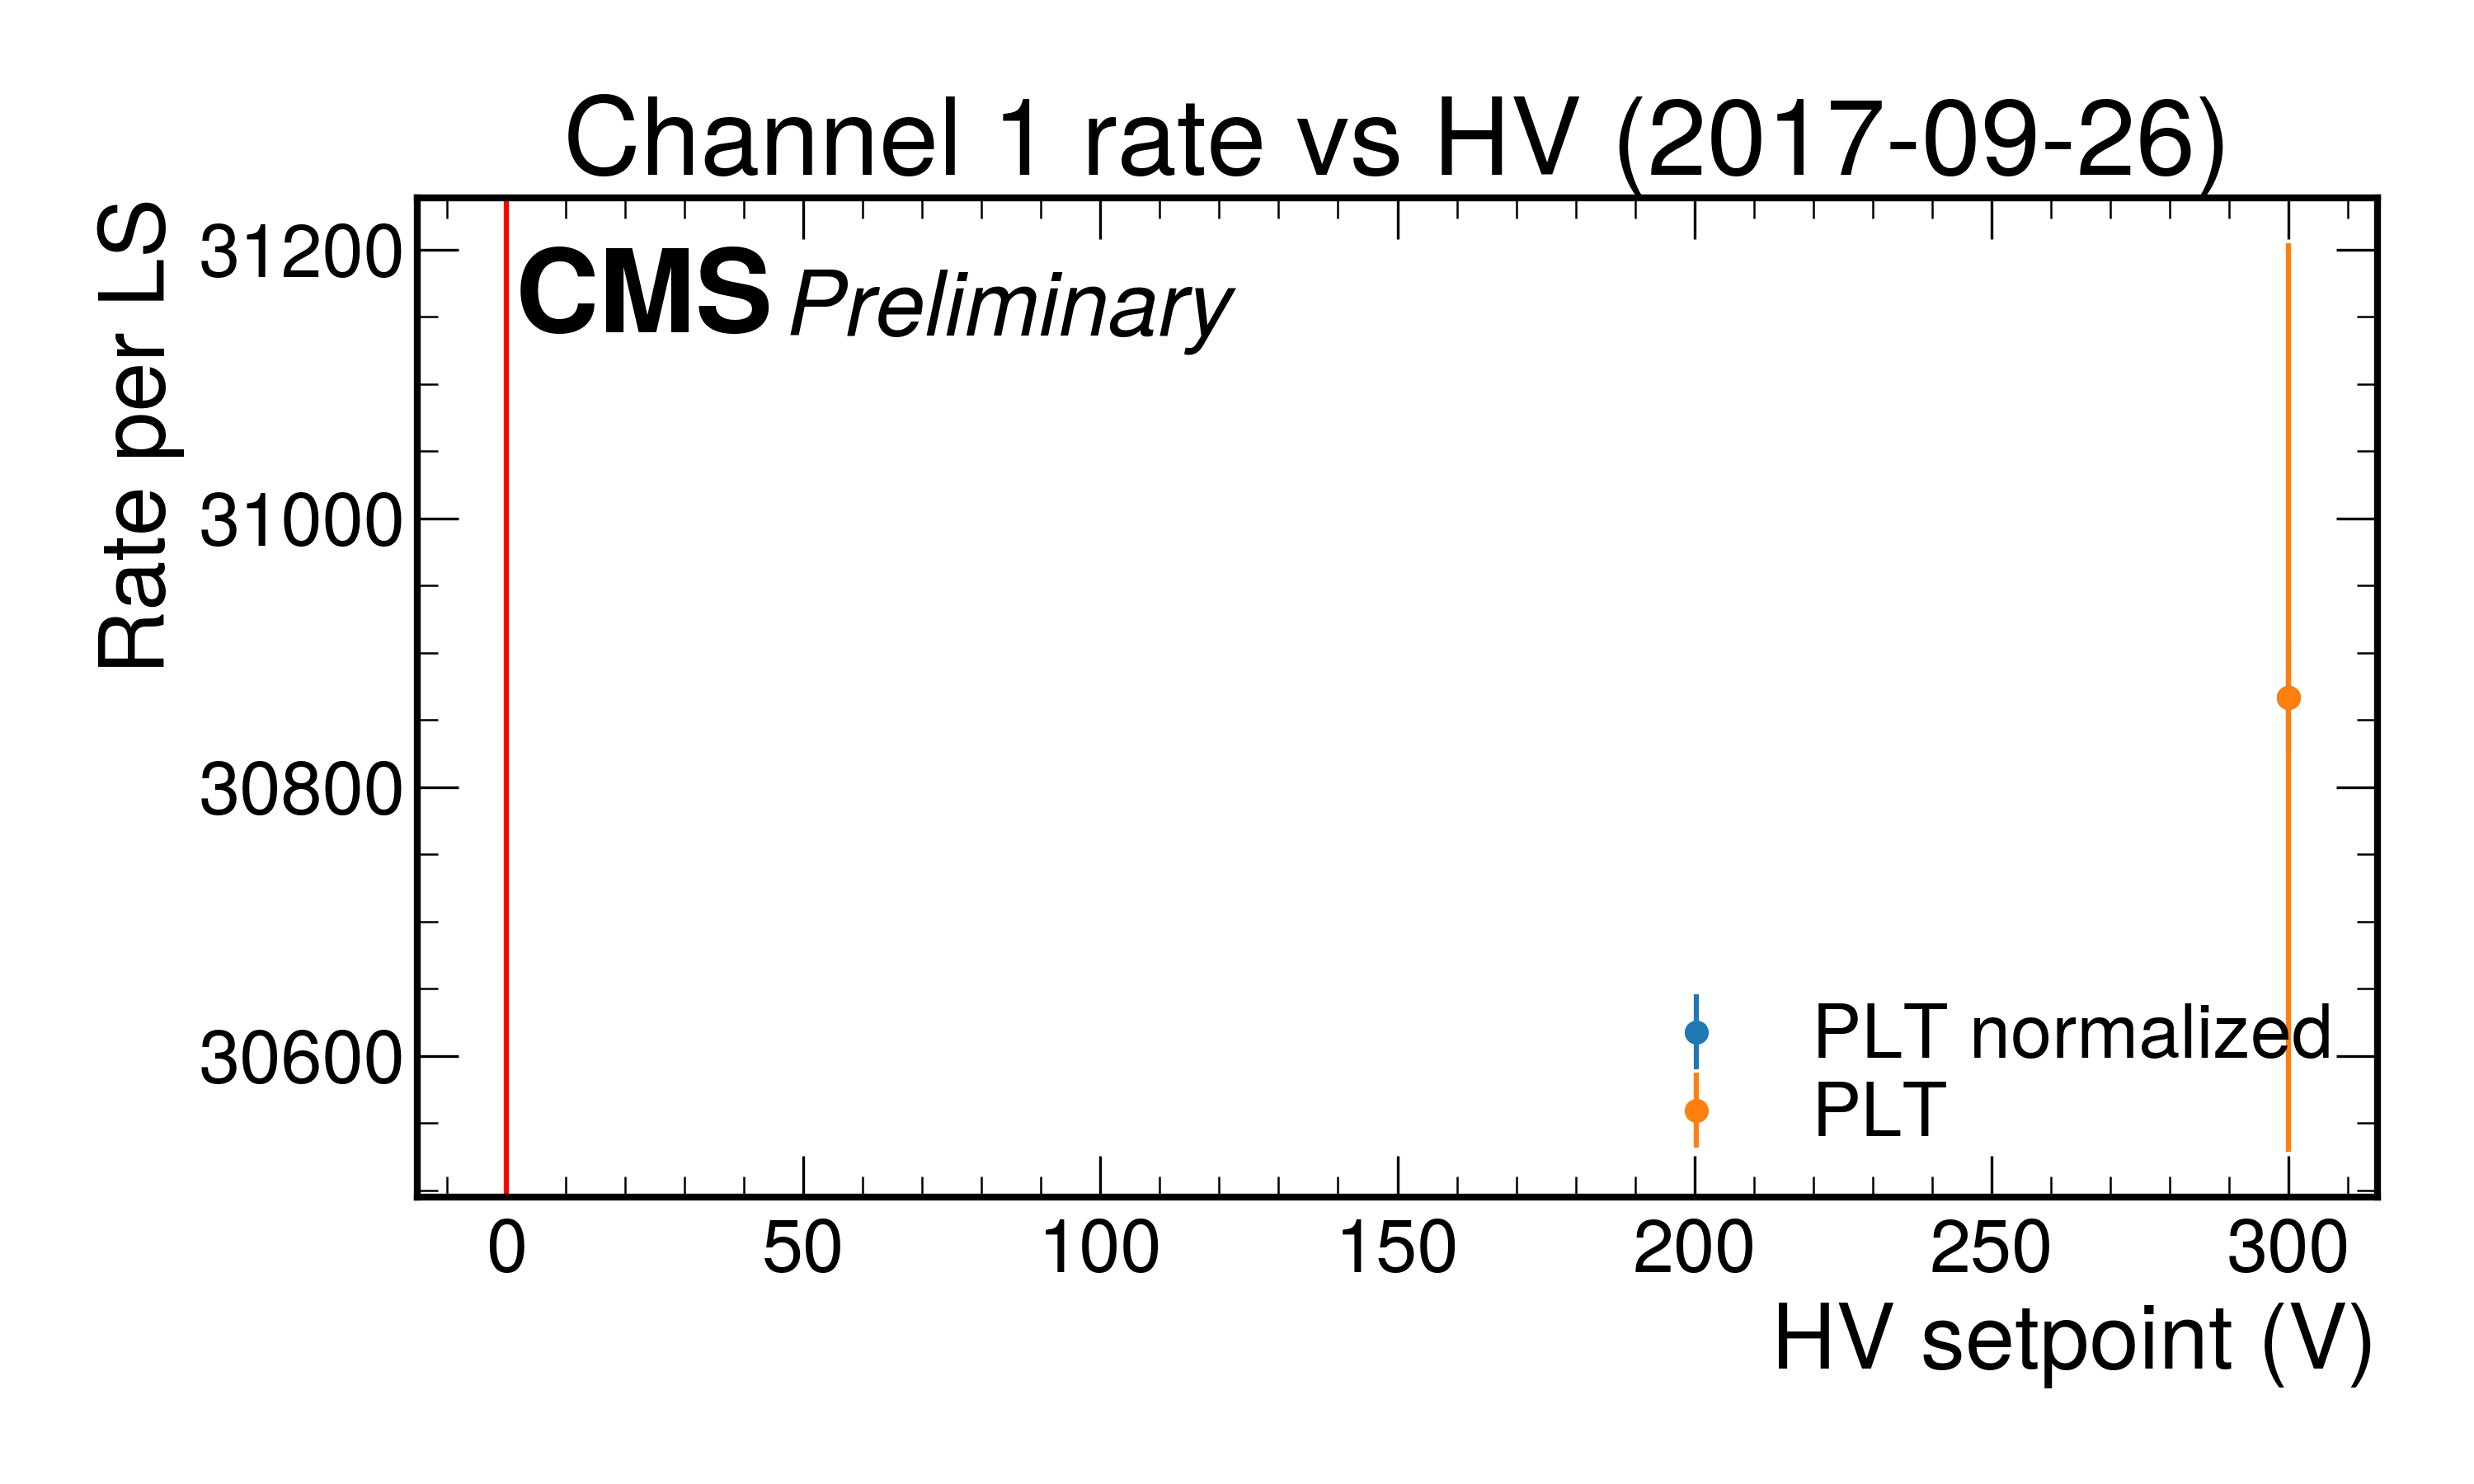 Channel 1 rate vs HV (2017-09-26)
Rate per LS
CMS Preliminary
31200
31000
30800
30600
PLT normalized
PLT
0 50 100 150 200 250 300
HV setpoint (V)